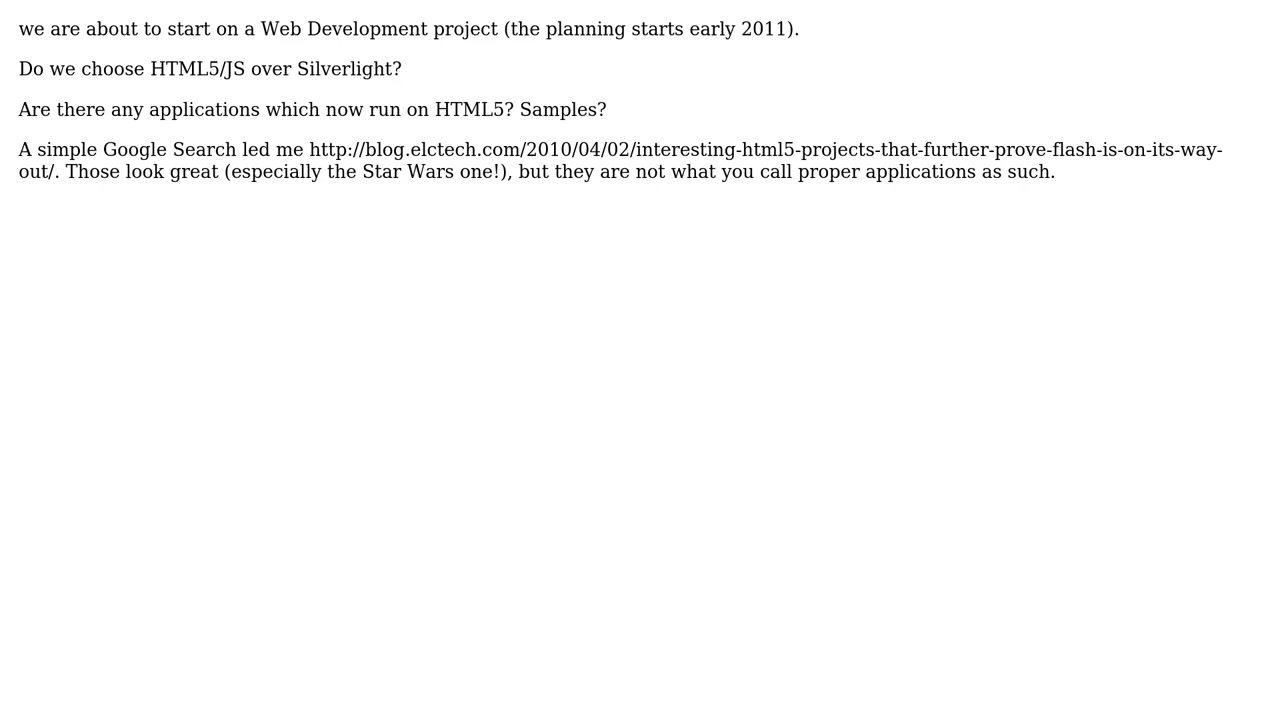 we are about to start on a Web Development project (the planning starts early 2011).
Do we choose HTML5/JS over Silverlight?
Are there any applications which now run on HTML5? Samples?
A simple Google Search led me http://blog.elctech.com/2010/04/02/interesting-html5-projects-that-further-prove-flash-is-on-its-way-
out/. Those look great (especially the Star Wars one!), but they are not what you call proper applications as such.